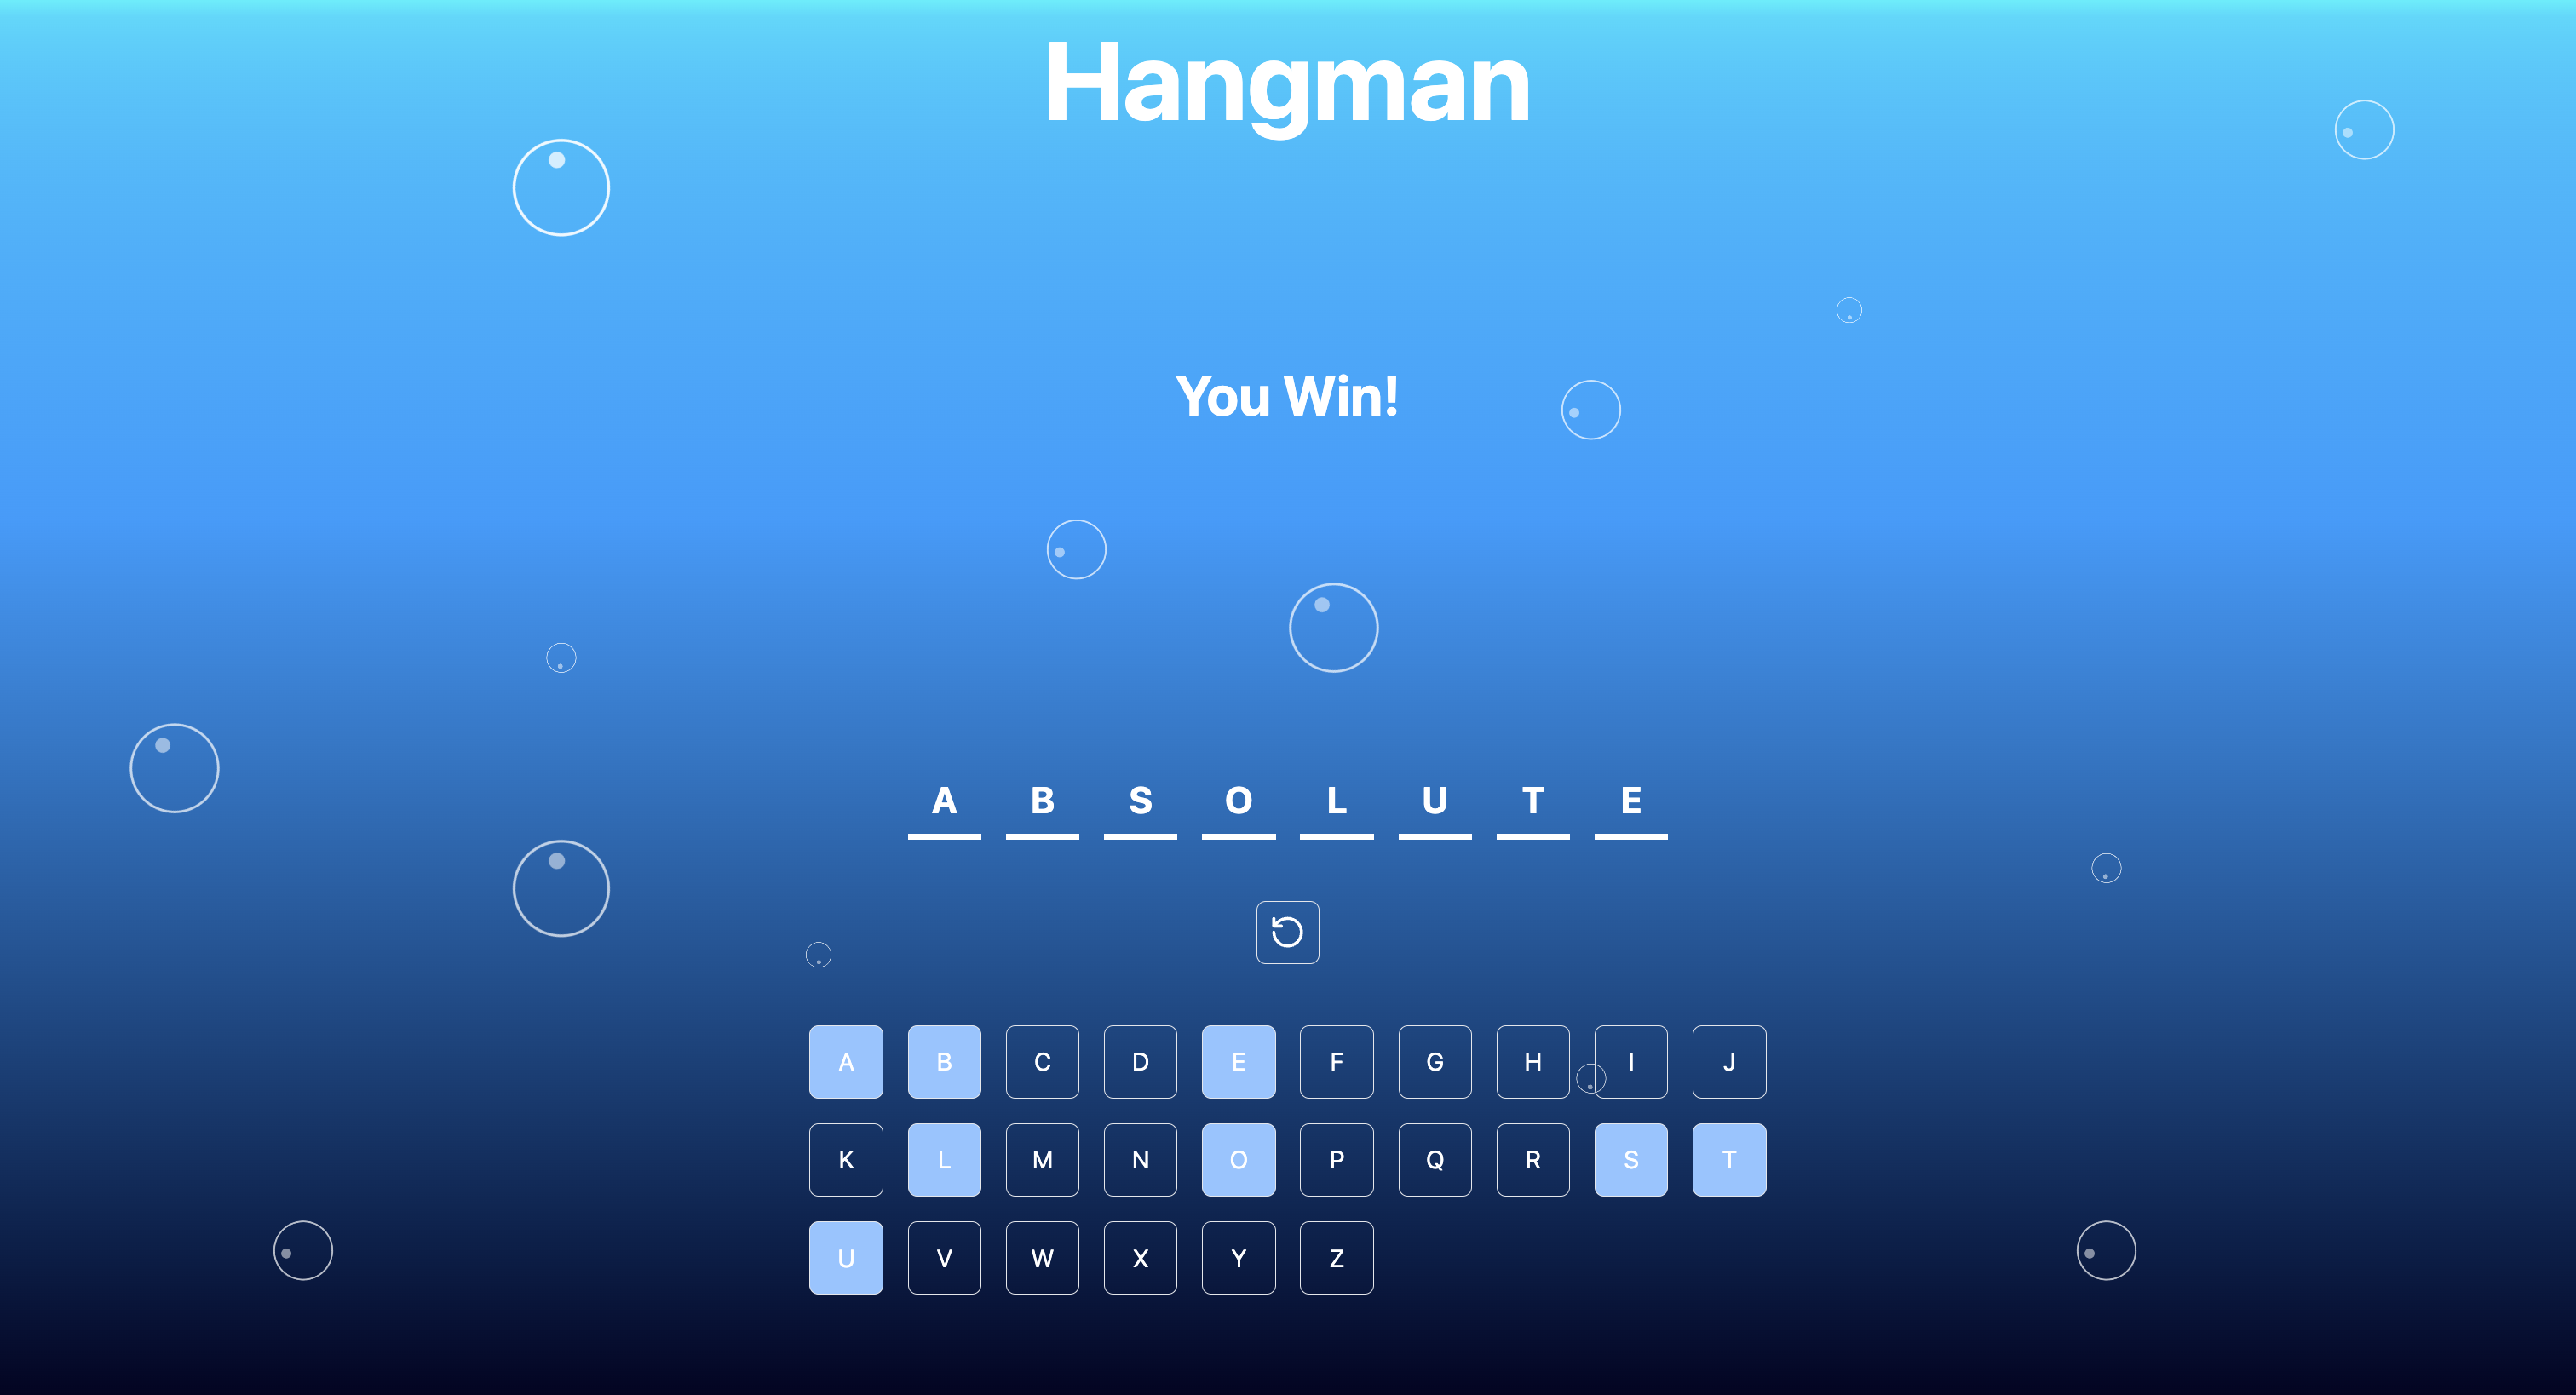 Hangman
You Win!
A B S O L U T E
A B C D E F G H I J
K L M N O P Q R S T
U V W X Y Z